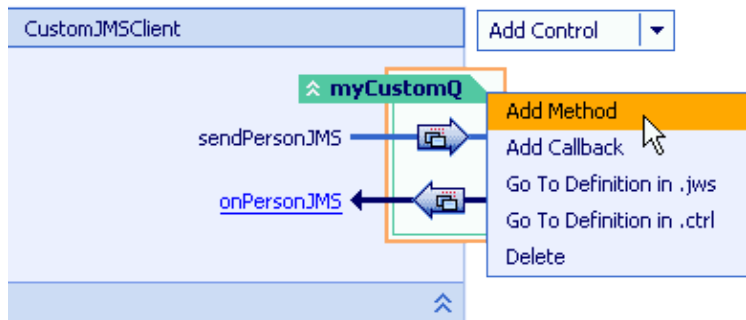 CustomJMSClient
Add Control
myCustomQ
sendPersonJMS
onPersonJMS
Add Method
Add Callback
Go To Definition in .jws
Go To Definition in .ctrl
Delete